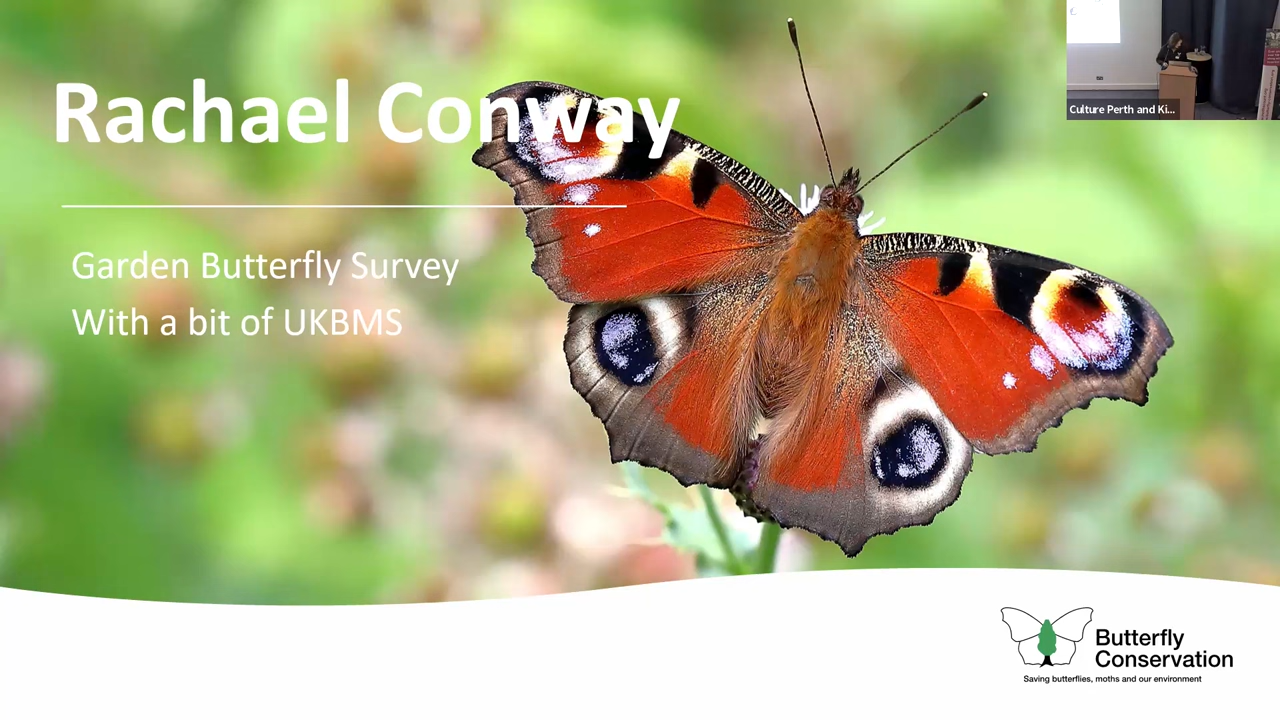 Rachael Conway
Garden Butterfly Survey
With a bit of UKBMS
Culture Perth and Ki...
Butterfly
Conservation
Saving butterflies, moths and our environment